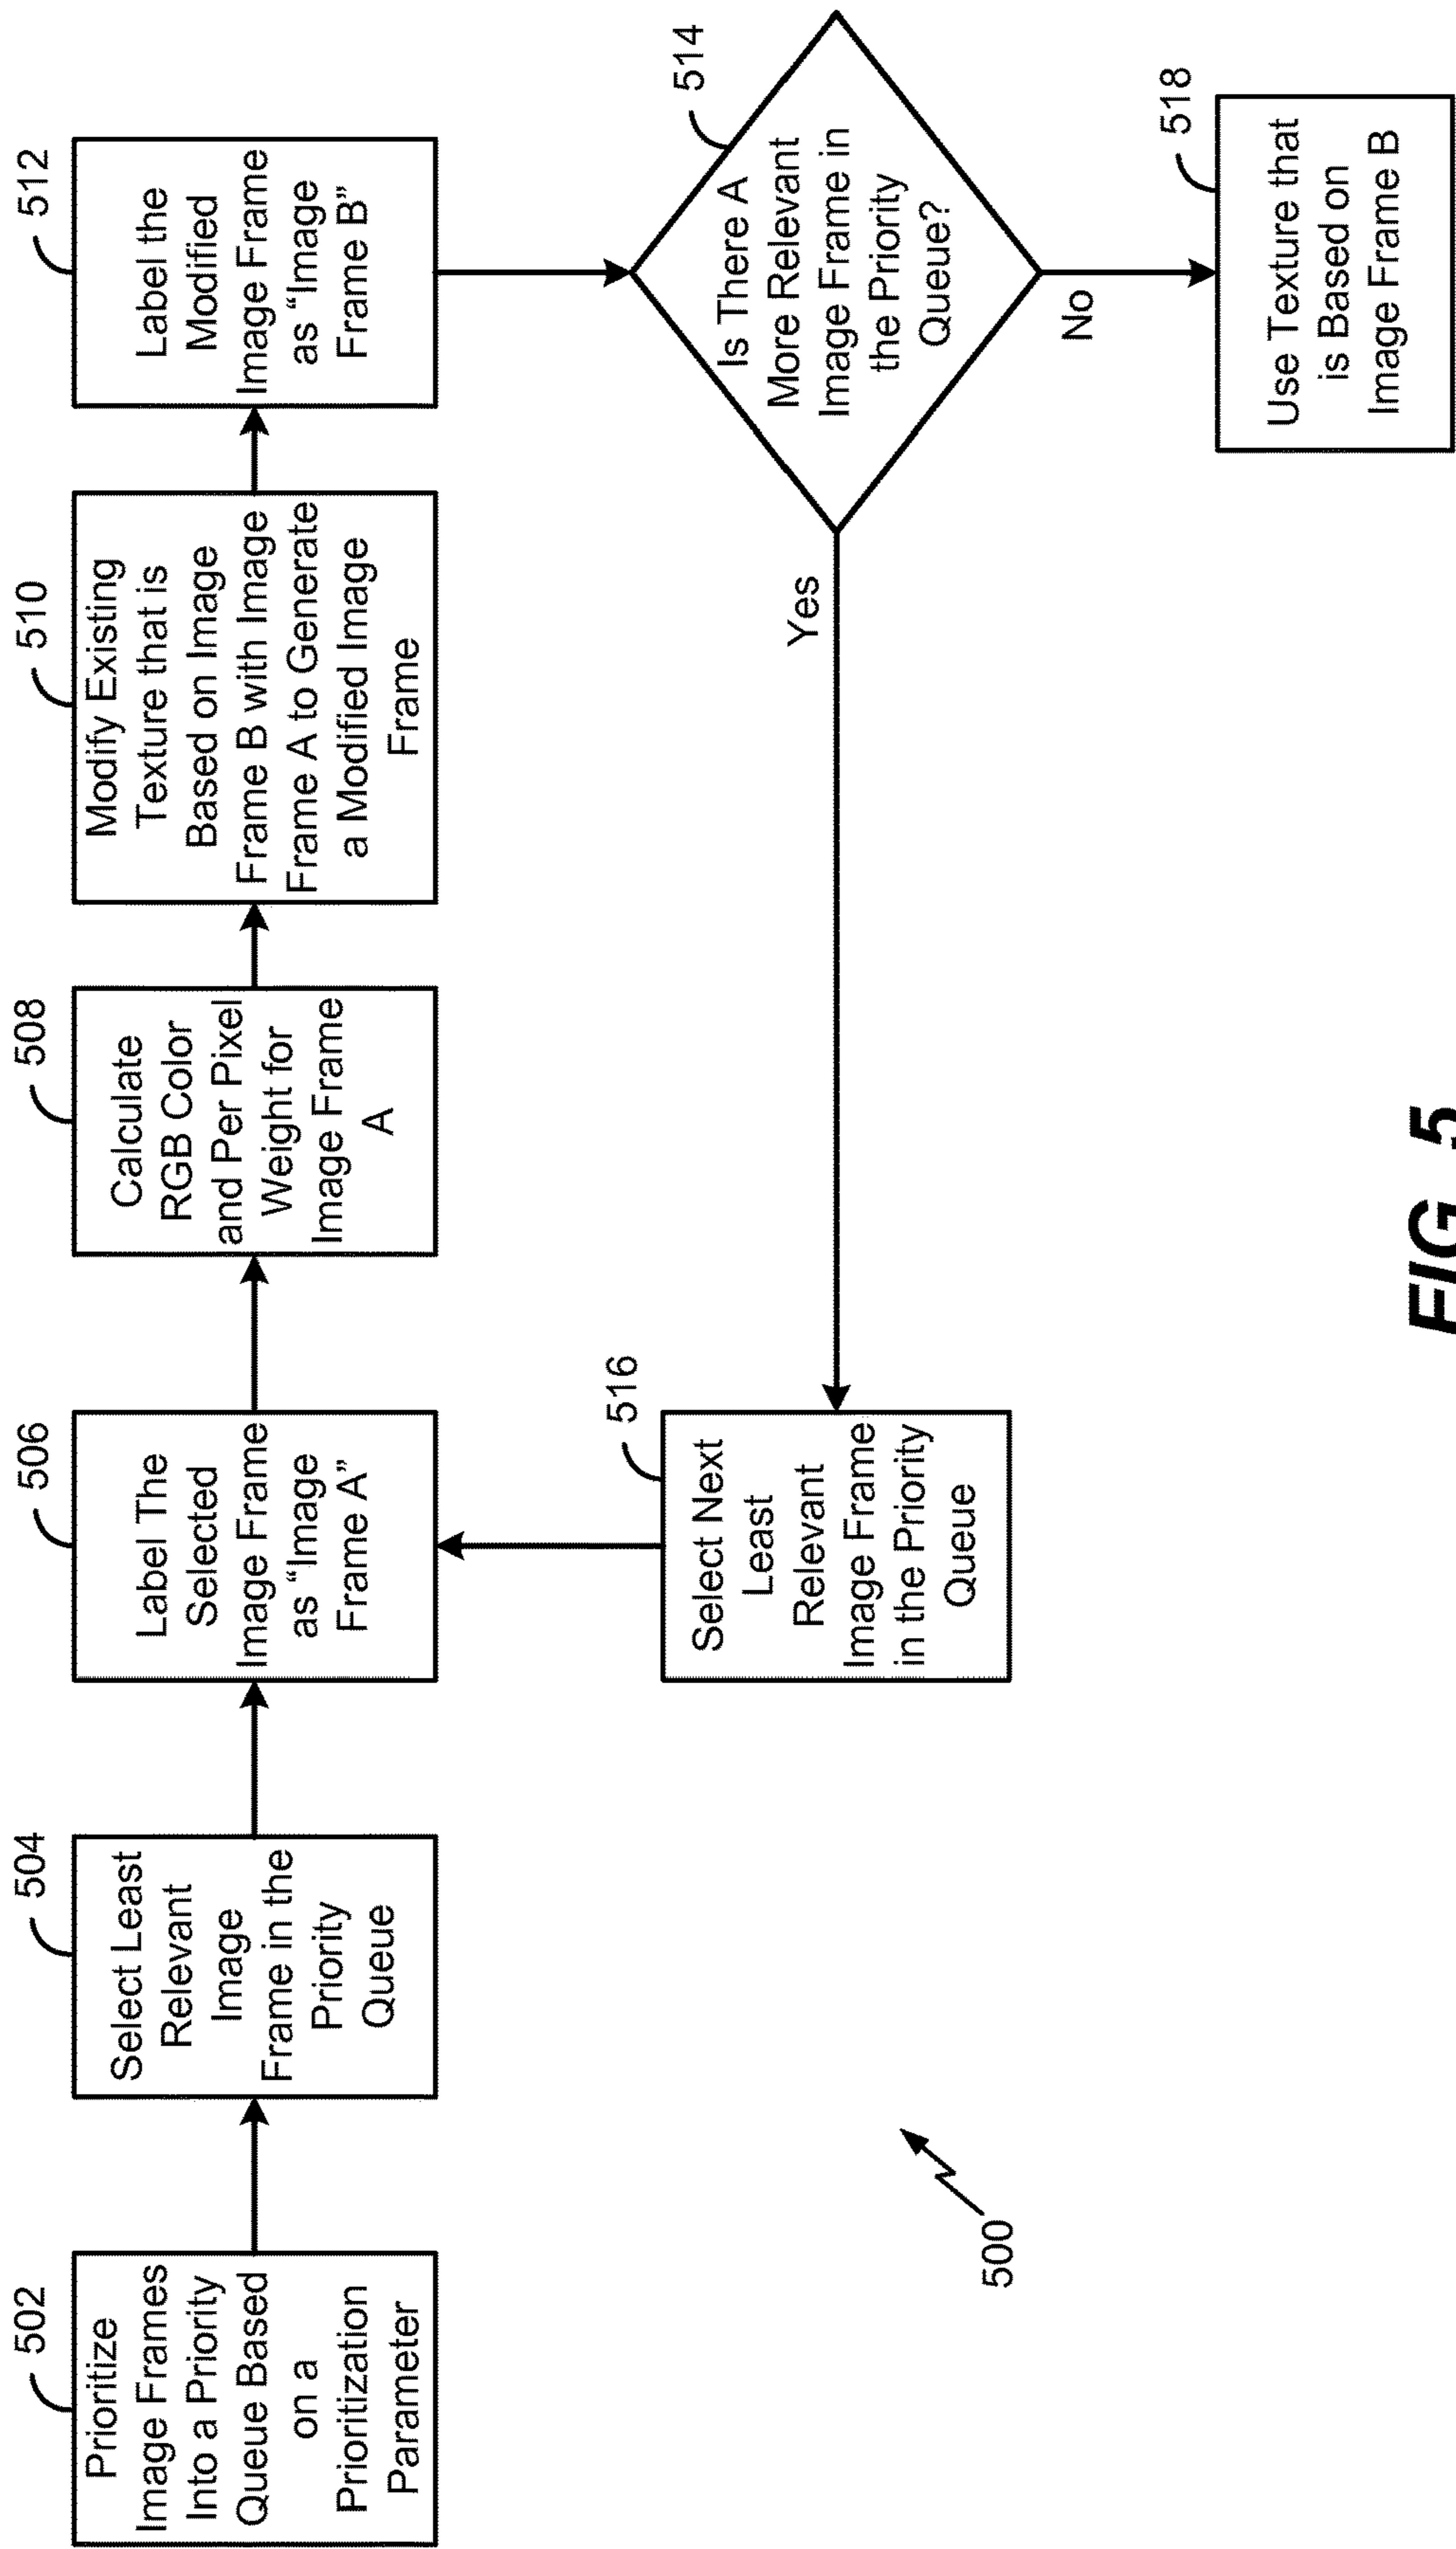 502
Prioritize
Image Frames
Into a Priority
Queue Based
on a
Prioritization
Parameter
504
Select Least
Relevant
Image
Frame in the
Priority
Queue
506
Label The
Selected
Image Frame
as “Image
Frame A”
508
Calculate
RGB Color
and Per Pixel
Weight for
Image Frame
A
510
Modify Existing
Texture that is
Based on Image
Frame B with Image
Frame A to Generate
a Modified Image
Frame
512
Label the
Modified
Image Frame
as “Image
Frame B”
514
Is There A
More Relevant
Image Frame in
the Priority
Queue?
Yes
No
516
Select Next
Least
Relevant
Image Frame
in the Priority
Queue
518
Use Texture that
is Based on
Image Frame B
500
FIG. 5